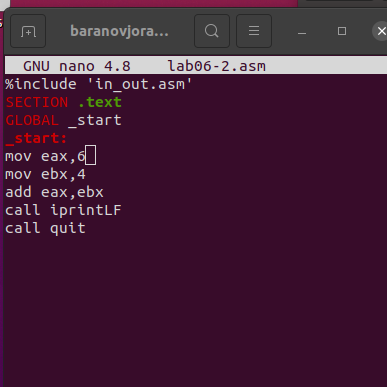 baranovjora...
GNU nano 4.8 lab06-2.asm
%include 'in_out.asm'
SECTION .text
GLOBAL _start
_start:
mov eax,6
mov ebx,4
add eax,ebx
call iprintLF
call quit